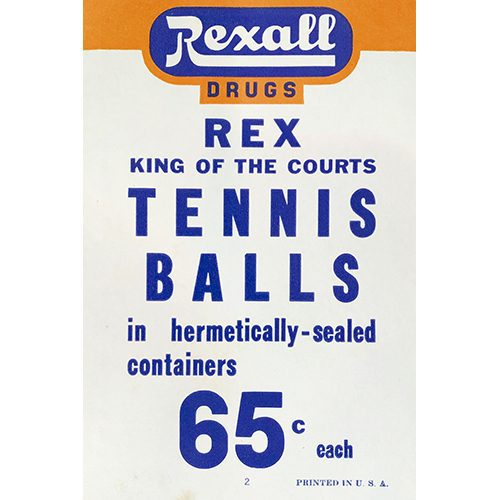 Rexall
DRUGS
REX
KING OF THE COURTS
TENNIS
BALLS
in hermetically-sealed
containers
65c each
2 PRINTED IN U. S. A.